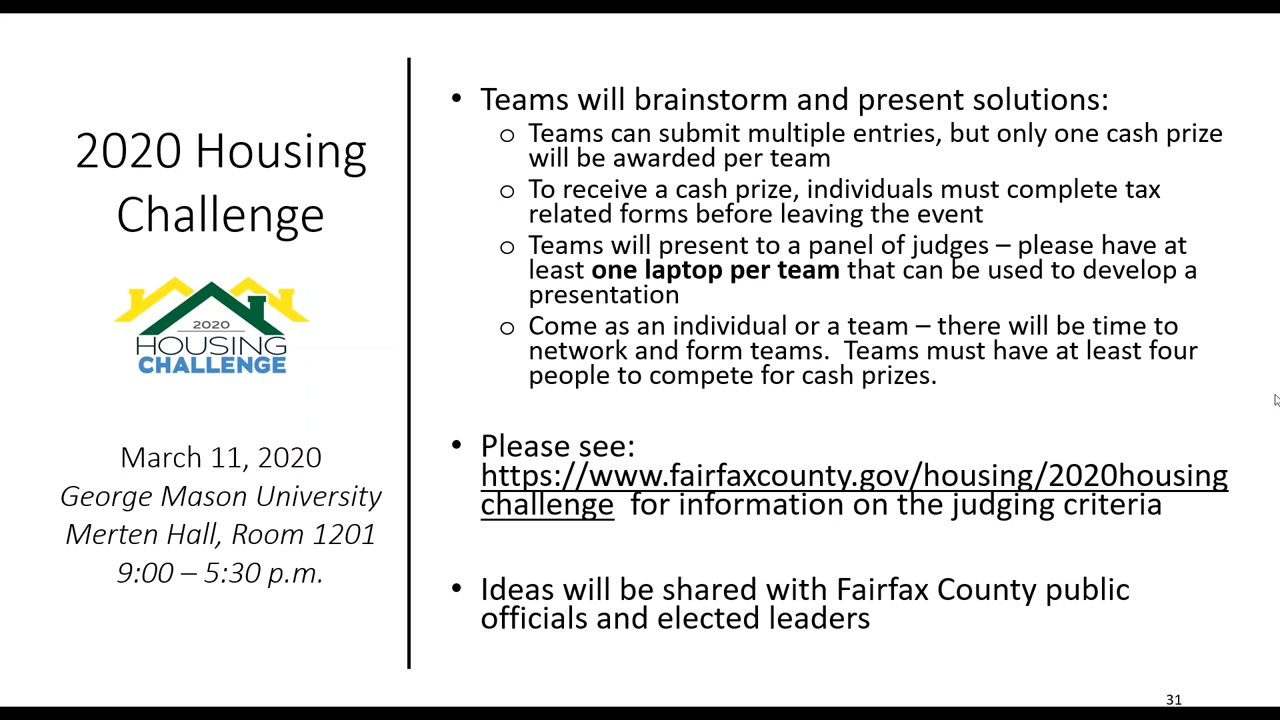 2020 Housing
Challenge
2020
HOUSING
CHALLENGE
March 11, 2020
George Mason University
Merten Hall, Room 1201
9:00 – 5:30 p.m.
• Teams will brainstorm and present solutions:
o Teams can submit multiple entries, but only one cash prize
will be awarded per team
o To receive a cash prize, individuals must complete tax
related forms before leaving the event
o Teams will present to a panel of judges – please have at
least one laptop per team that can be used to develop a
presentation
o Come as an individual or a team – there will be time to
network and form teams.  Teams must have at least four
people to compete for cash prizes.
• Please see:
https://www.fairfaxcounty.gov/housing/2020housing
challenge  for information on the judging criteria
• Ideas will be shared with Fairfax County public
officials and elected leaders
31